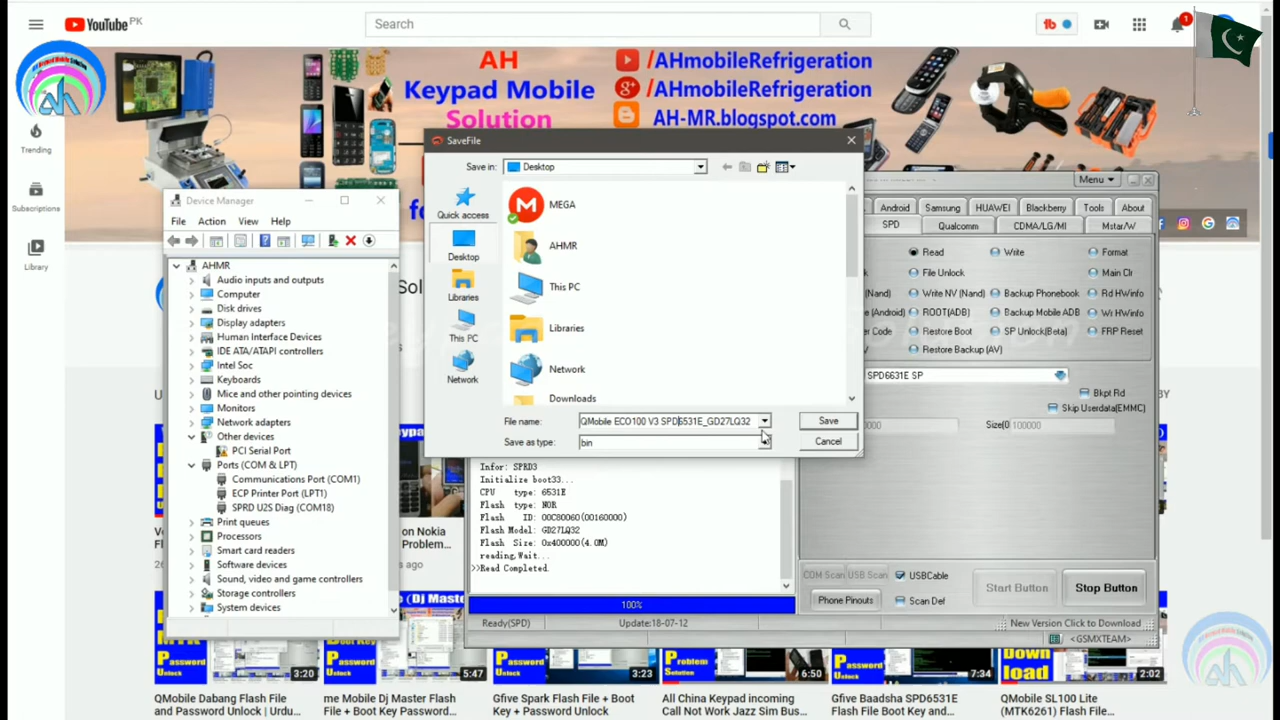 YouTube PK
Search
1
AH
Keypad Mobile
Solution
/AHmobileRefrigeration
/AHmobileRefrigeration
AH-MR.blogspot.com
Trending
Subscriptions
Library
SaveFile
Save in:
Desktop
Quick access
Desktop
Libraries
This PC
Network
MEGA
AHMR
This PC
Libraries
Network
Downloads
File name:
QMobile ECO100 V3 SPD6531E_GD27LQ32
Save
Save as type:
bin
Cancel
Device Manager
File Action View Help
AHMR
Audio inputs and outputs
Computer
Disk drives
Display adapters
Human Interface Devices
IDE ATA/ATAPI controllers
Intel Soc
Keyboards
Mice and other pointing devices
Monitors
Network adapters
Other devices
PCI Serial Port
Ports (COM & LPT)
Communications Port (COM1)
ECP Printer Port (LPT1)
SPRD U2S Diag (COM18)
Print queues
Processors
Smart card readers
Software devices
Sound, video and game controllers
Storage controllers
System devices
Menu
Android Samsung HUAWEI Blackberry Tools About
SPD Qualcomm CDMA/LG/MI Mstar/W
Read Write Format
File Unlock Main Clr
(Nand) Write NV (Nand) Backup Phonebook Rd HWinfo
(Android) ROOT(ADB) Backup Mobile ADB Wr HWinfo
er Code Restore Boot SP Unlock(Beta) FRP Reset
Restore Backup (AV)
SPD6631E SP
Bkpt Rd
Skip Userdata(EMMC)
0000 Size(0 100000
Infor: SPRD3
Initialize boot33...
CPU type: 6531E
Flash type: NOR
Flash ID: 00C80060(00160000)
Flash Model: GD27LQ32
Flash Size: 0x400000(4.0M)
reading,Wait...
>>Read Completed.
100%
COM Scan USB Scan USBCable
Phone Pinouts Scan Def
Start Button Stop Button
Ready(SPD) Update:18-07-12 New Version Click to Download
<GSMXTEAM>
on Nokia
Problem...
s ago
3:20
5:47
3:23
6:50
7:34
2:02
QMobile Dabang Flash File
and Password Unlock | Urdu...
me Mobile Dj Master Flash
File + Boot Key Password...
Gfive Spark Flash File + Boot
Key + Password Unlock
All China Keypad incoming
Call Not Work Jazz Sim Bus...
Gfive Baadsha SPD6531E
Flash File Boot Key and...
QMobile SL100 Lite
(MTK6261) Flash File and...